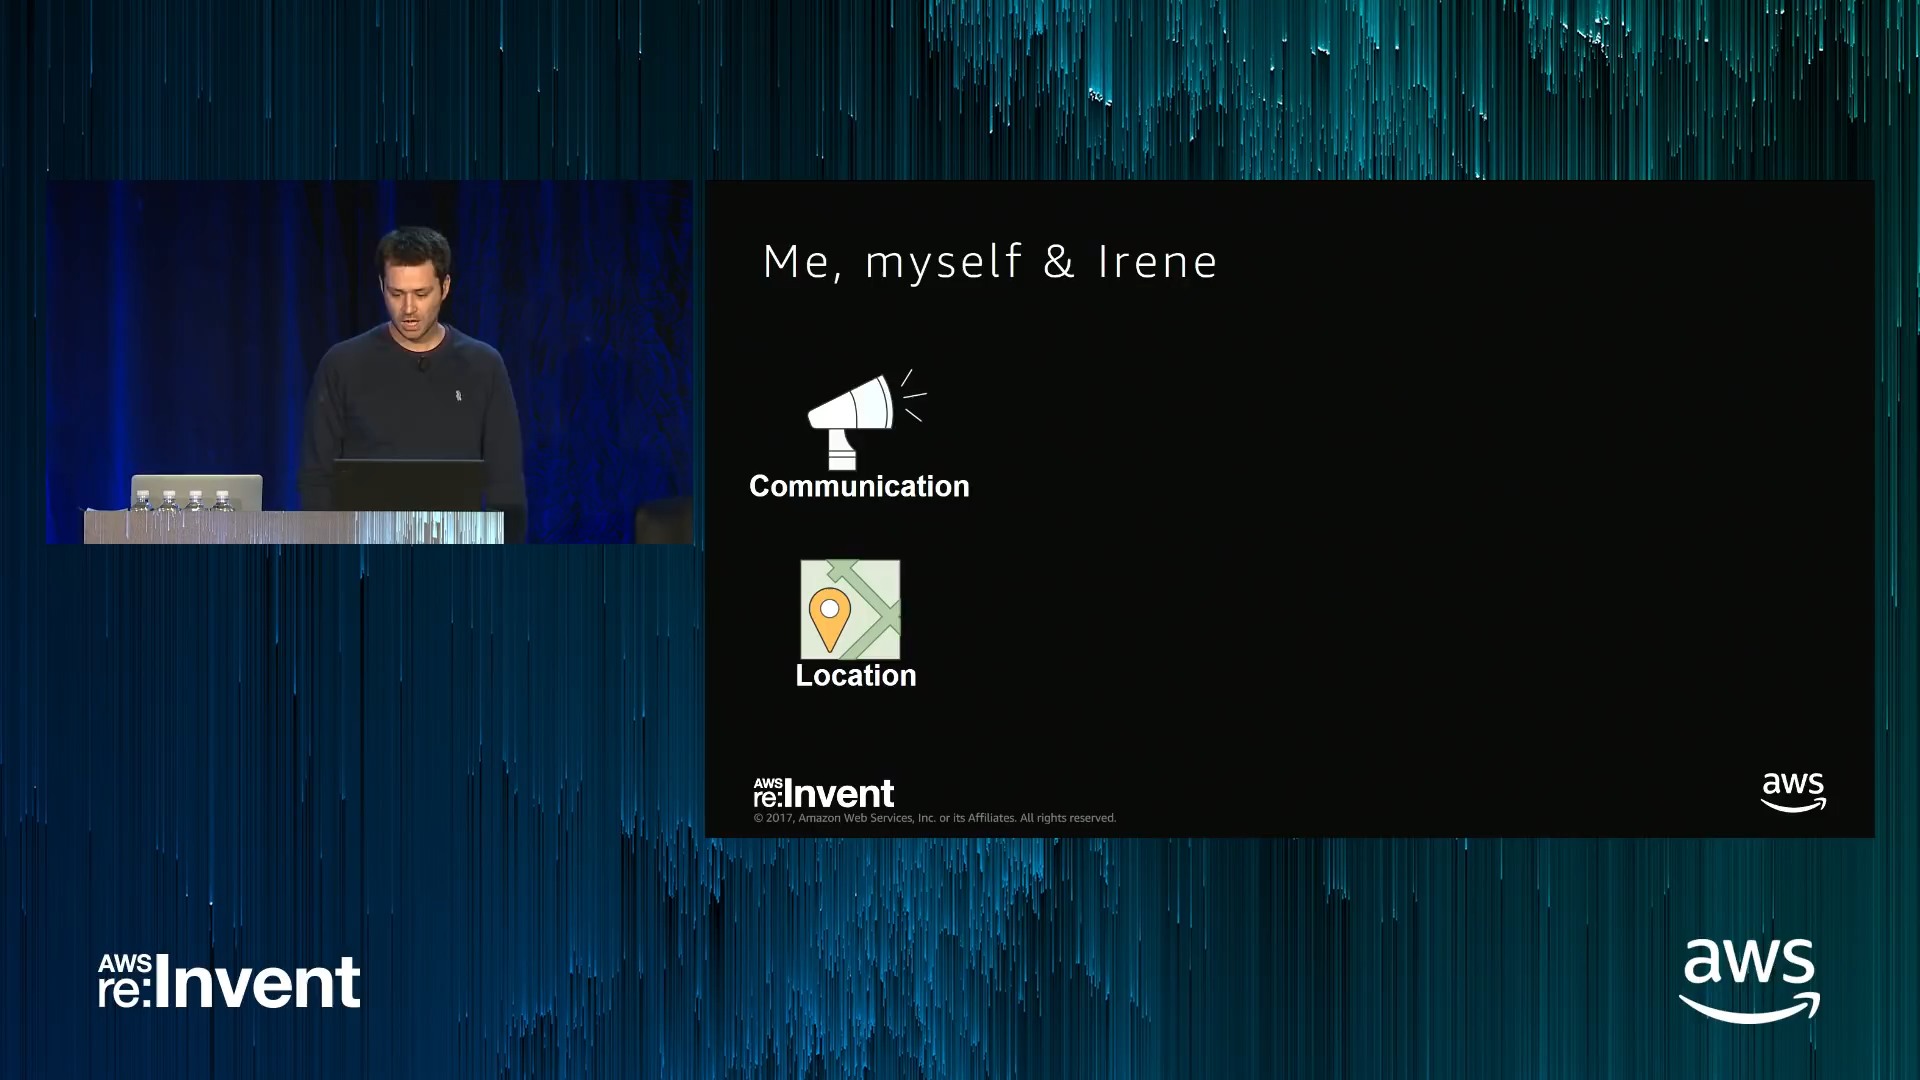 Me, myself & Irene
Communication
Location
AWS
re:Invent
© 2017, Amazon Web Services, Inc. or its Affiliates. All rights reserved.
aws
AWS
re:Invent
aws